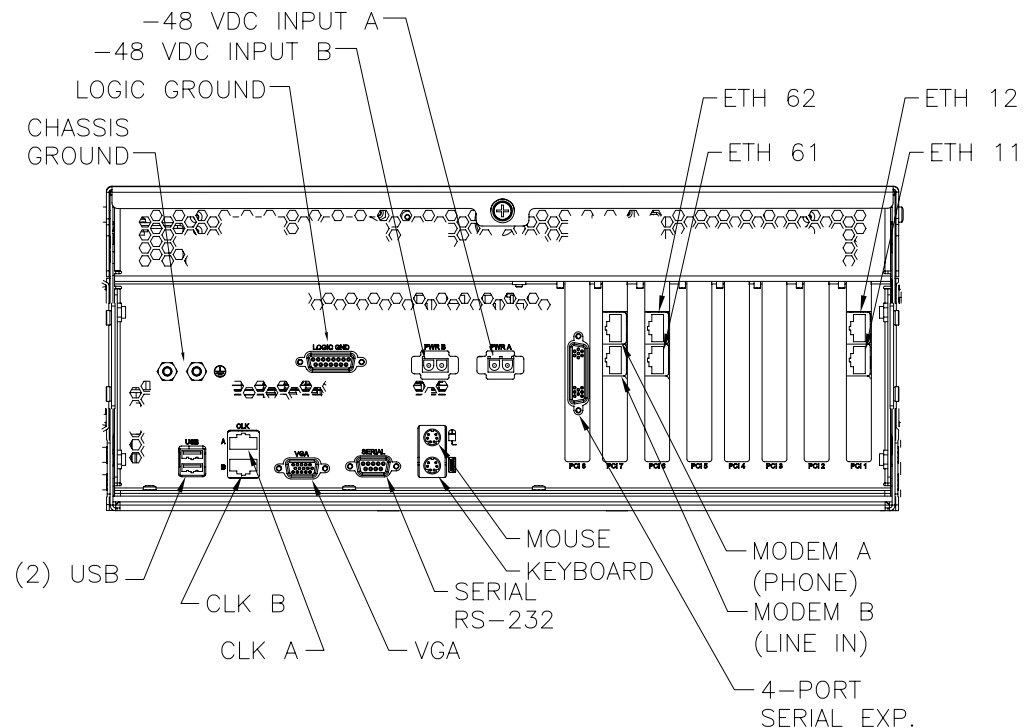 -48 VDC INPUT A
-48 VDC INPUT B
LOGIC GROUND
CHASSIS
GROUND
ETH 62
ETH 61
ETH 12
ETH 11
LOGIC GND
PWR B
PWR A
USB
CLK
A
B
VGA
SERIAL
PCI 8
PCI 7
PCI 6
PCI 5
PCI 4
PCI 3
PCI 2
PCI 1
(2) USB
CLK B
CLK A
VGA
SERIAL
RS-232
KEYBOARD
MOUSE
MODEM A
(PHONE)
MODEM B
(LINE IN)
4-PORT
SERIAL EXP.